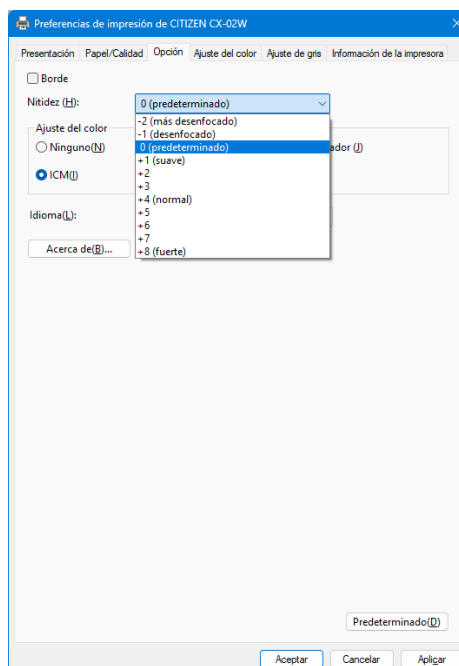 Preferencias de impresión de CITIZEN CX-02W
Presentación Papel/Calidad Opción Ajuste del color Ajuste de gris Información de la impresora
Borde
Nitidez (H): 0 (predeterminado)
-2 (más desenfocado)
-1 (desenfocado)
0 (predeterminado)
+1 (suave)
+2
+3
+4 (normal)
+5
+6
+7
+8 (fuerte)
Ajuste del color
Ninguno(N) ador (J)
ICM(I)
Idioma(L):
Acerca de(B)...
Predeterminado(D)
Aceptar Cancelar Aplicar